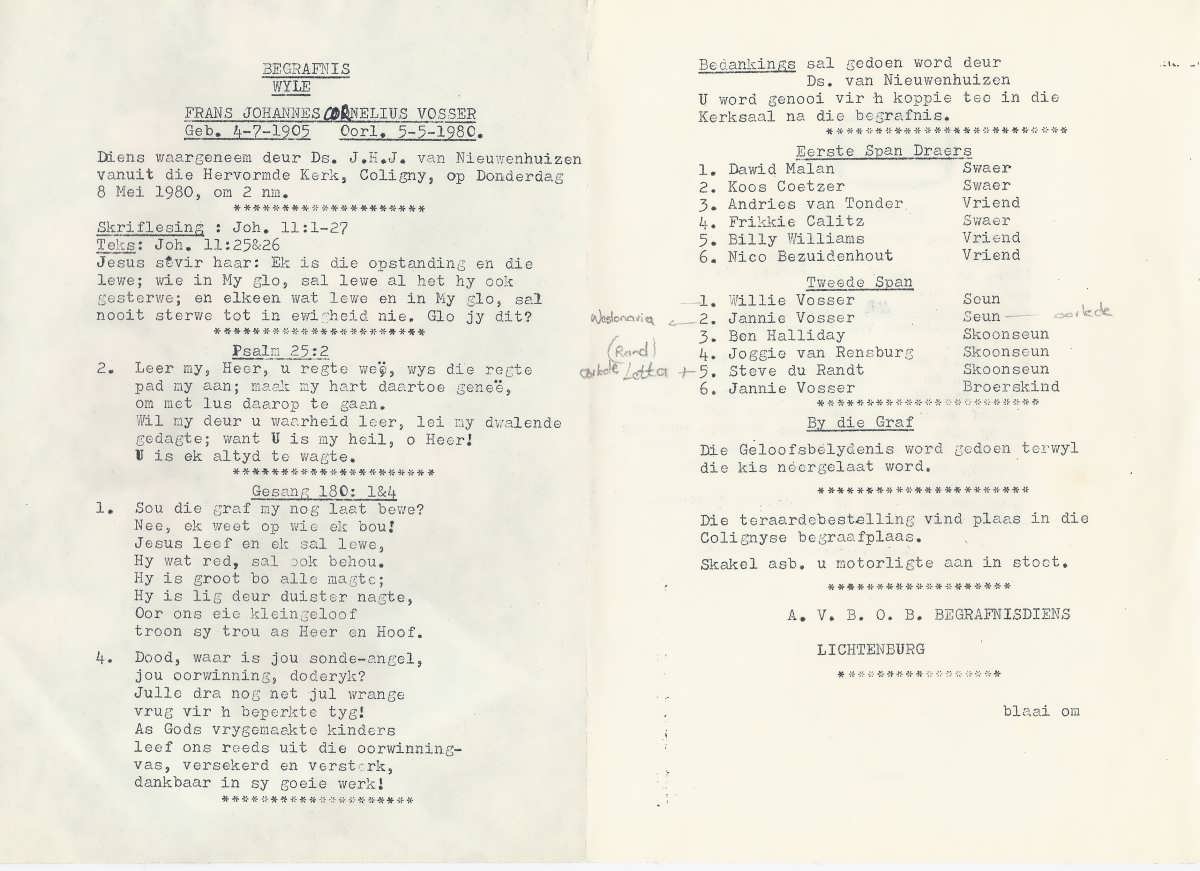 BEGRAFNIS
WYLE
FRANS JOHANNES CORNELIUS VOSSER
Geb. 4-7-1905 Oorl. 5-5-1980.
Diens waargeneem deur Ds. J.H.J. van Nieuwenhuizen
vanuit die Hervormde Kerk, Coligny, op Donderdag
8 Mei 1980, om 2 nm.
********************
Skriflesing : Joh. 11:1-27
Teks: Joh. 11:25&26
Jesus sê vir haar: Ek is die opstanding en die
lewe; wie in My glo, sal lewe al het hy ook
gesterwe; en elkeen wat lewe en in My glo, sal
nooit sterwe tot in ewigheid nie. Glo jy dit?
**********************
Psalm 25:2
2. Leer my, Heer, u regte weë, wys die regte
pad my aan; maak my hart daartoe geneë,
om met lus daarop te gaan.
Wil my deur u waarheid leer, lei my dwalende
gedagte; want U is my heil, o Heer!
U is ek altyd te wagte.
*********************
Gesang 180: 1&4
1. Sou die graf my nog laat bewe?
Nee, ek weet op wie ek bou!
Jesus leef en ek sal lewe,
Hy wat red, sal ook behou.
Hy is groot bo alle magte;
Hy is lig deur duister nagte,
Oor ons eie kleingeloof
troon sy trou as Heer en Hoof.
4. Dood, waar is jou sonde-angel,
jou oorwinning, doderyk?
Julle dra nog net jul wrange
vrug vir h beperkte tyg!
As Gods vrygemaakte kinders
leef ons reeds uit die oorwinning-
vas, versekerd en versterk,
dankbaar in sy goeie werk!
********************
Bedankings sal gedoen word deur
Ds. van Nieuwenhuizen
U word genooi vir h koppie tee in die
Kerksaal na die begrafnis.
*************************
Eerste Span Draers
1. Dawid Malan Swaer
2. Koos Coetzer Swaer
3. Andries van Tonder Vriend
4. Frikkie Calitz Swaer
5. Billy Williams Vriend
6. Nico Bezuidenhout Vriend
Tweede Span
1. Willie Vosser Seun
Westonaria 2. Jannie Vosser Seun oorlede
3. Ben Halliday Skoonseun
(Rand) 4. Joggie van Rensburg Skoonseun
oorlede Lotta + 5. Steve du Randt Skoonseun
6. Jannie Vosser Broerskind
***********************
By die Graf
Die Geloofsbelydenis word gedoen terwyl
die kis neergelaat word.
**********************
Die teraardebestelling vind plaas in die
Colignyse begraafplaas.
Skakel asb. u motorligte aan in stoet.
*******************
A. V. B. O. B. BEGRAFNISDIENS
LICHTENBURG
*****************
blaai om